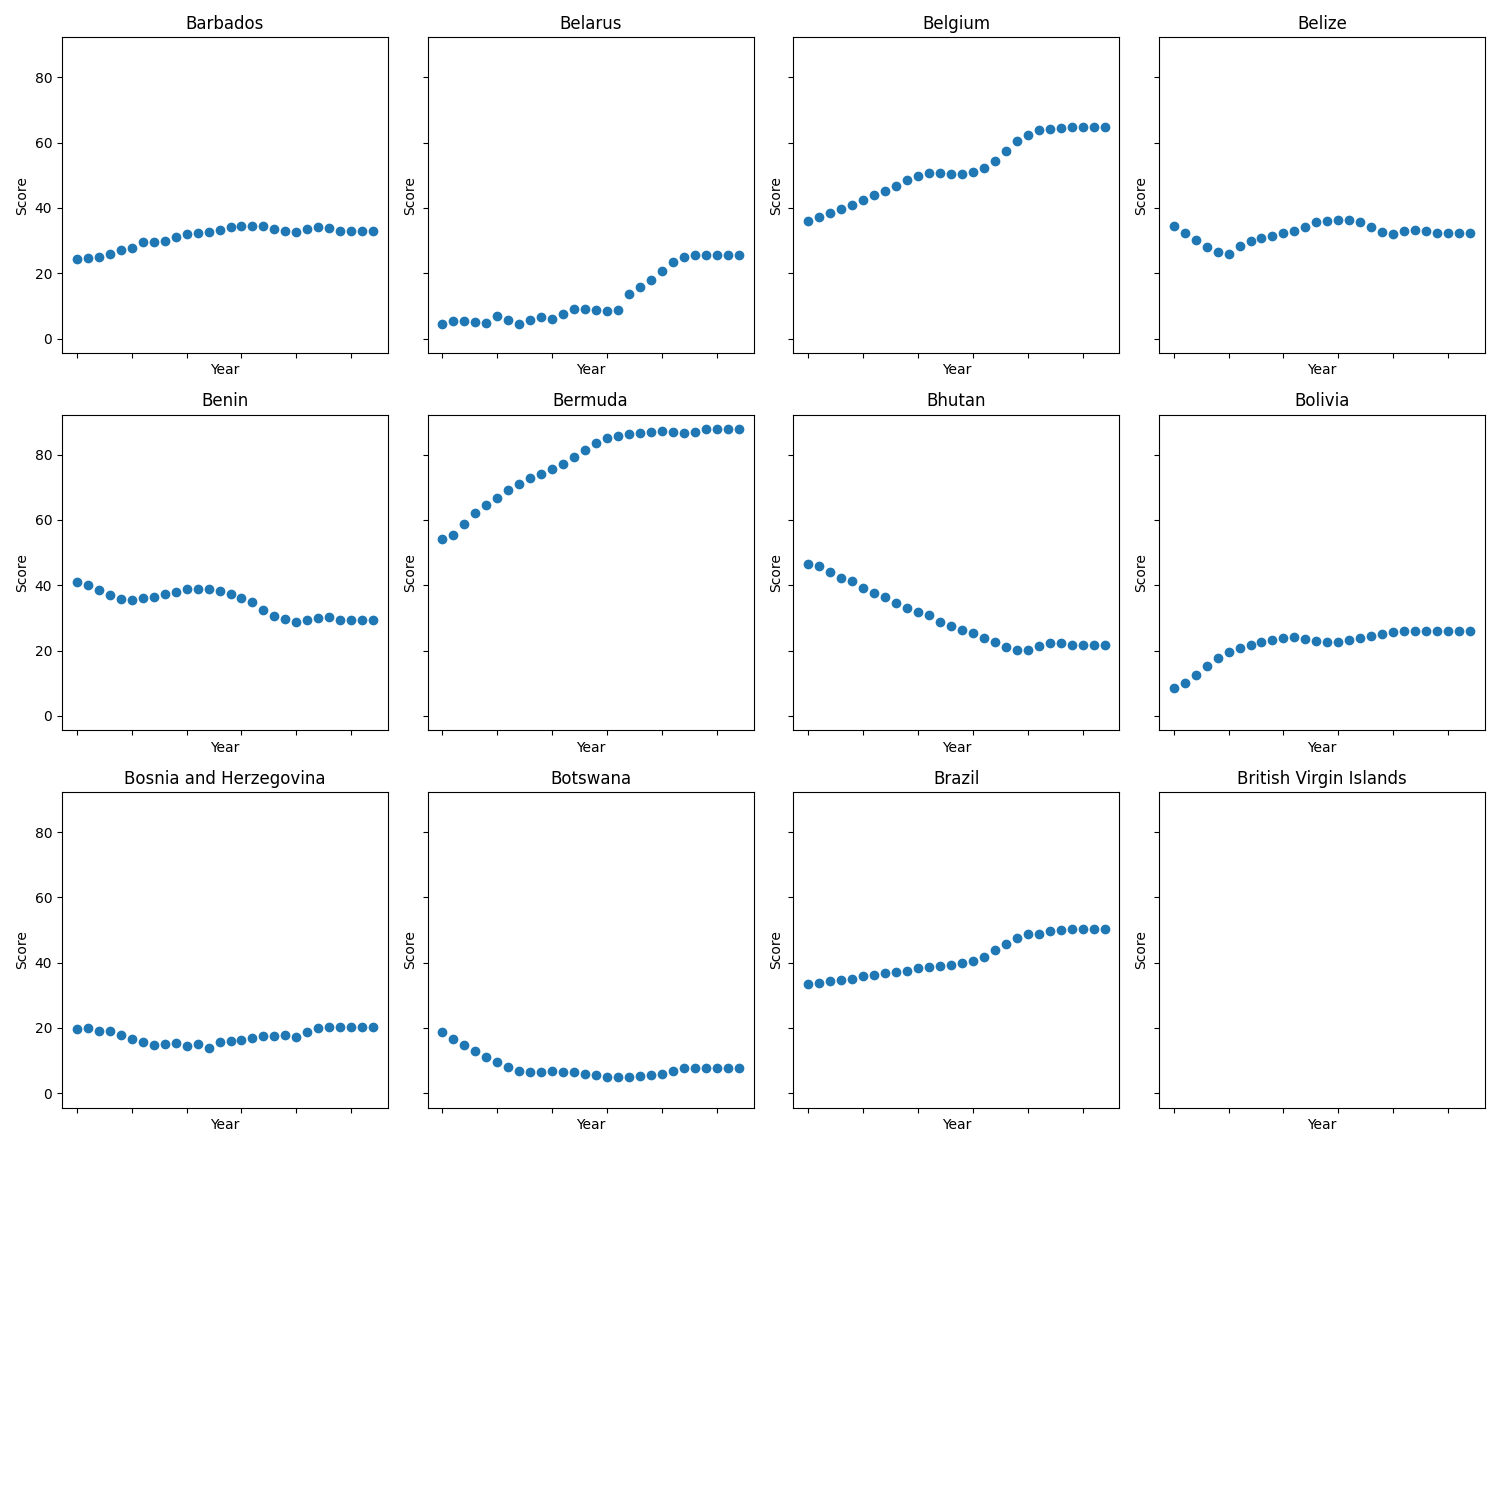 Barbados
Belarus
Belgium
Belize
80
60
40
20
0
Score
Score
Score
Score
Year
Year
Year
Year
Benin
Bermuda
Bhutan
Bolivia
80
60
40
20
0
Score
Score
Score
Score
Year
Year
Year
Year
Bosnia and Herzegovina
Botswana
Brazil
British Virgin Islands
80
60
40
20
0
Score
Score
Score
Score
Year
Year
Year
Year